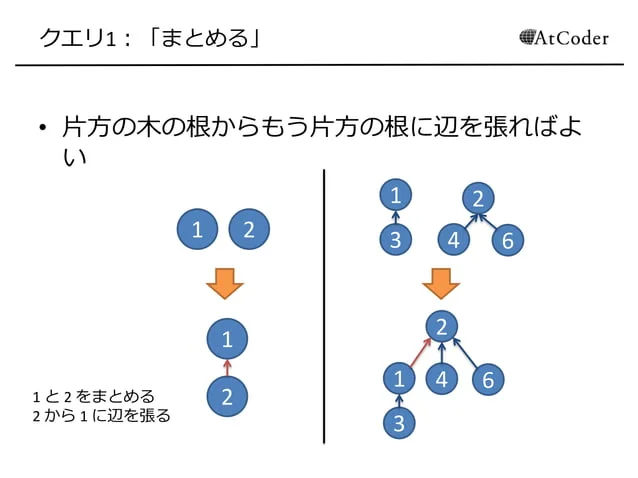 クエリ1：「まとめる」
AtCoder
• 片方の木の根からもう片方の根に辺を張ればよ
い
1 2
1
2
1 と 2 をまとめる
2 から 1 に辺を張る
1 2
3 4 6
2
1 4 6
3